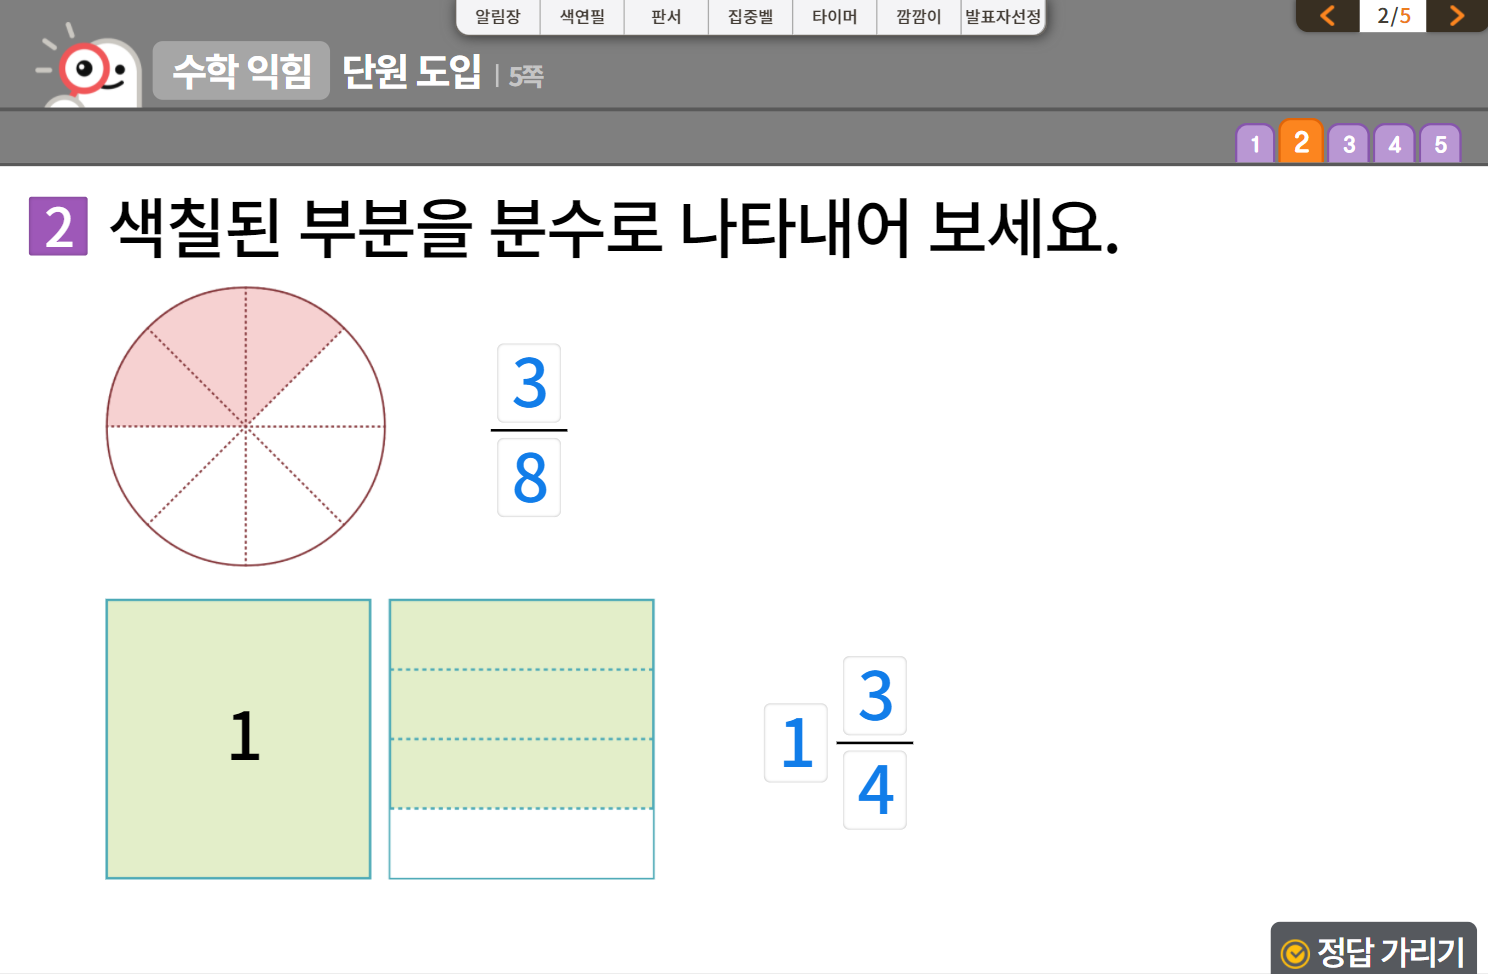 알림장 색연필 판서 집중벨 타이머 깜깜이 발표자선정
2/5
수학 익힘 단원 도입 | 5쪽
1 2 3 4 5
2 색칠된 부분을 분수로 나타내어 보세요.
3
8
1
3
1
4
정답 가리기